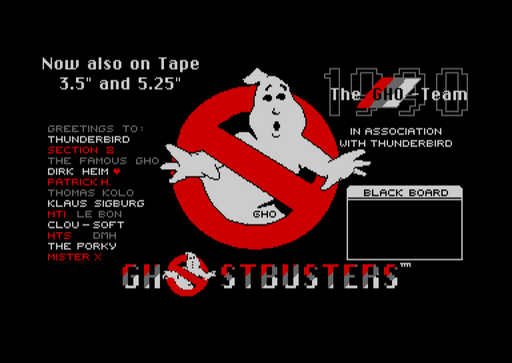 Now also on Tape
3.5" and 5.25"
1990
The GHO-Team
IN ASSOCIATION
WITH THUNDERBIRD
GREETINGS TO:
THUNDERBIRD
SECTION 8
THE FAMOUS GHO
DIRK HEIM ♥
PATRICK H.
THOMAS KOLO
KLAUS SIGBURG
MTI LE BON
CLOU-SOFT
HTS DMH
THE PORKY
MISTER X
BLACK BOARD
GHO
GHOSTBUSTERS™